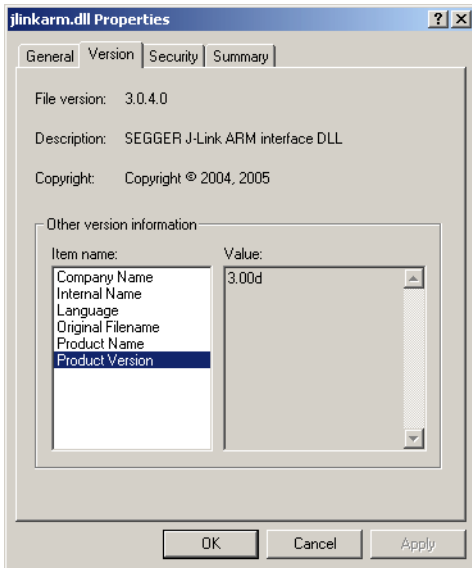 jlinkarm.dll Properties
General Version Security Summary
File version: 3.0.4.0
Description: SEGGER J-Link ARM interface DLL
Copyright: Copyright © 2004, 2005
Other version information
Item name: Value:
Company Name 3.00d
Internal Name
Language
Original Filename
Product Name
Product Version
OK Cancel Apply